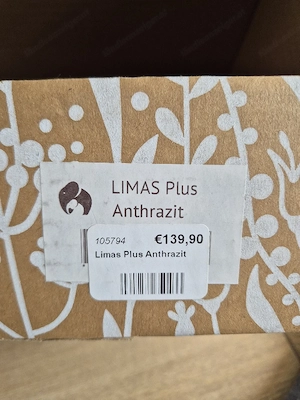 LIMAS Plus
Anthrazit
105794 €139,90
Limas Plus Anthrazit